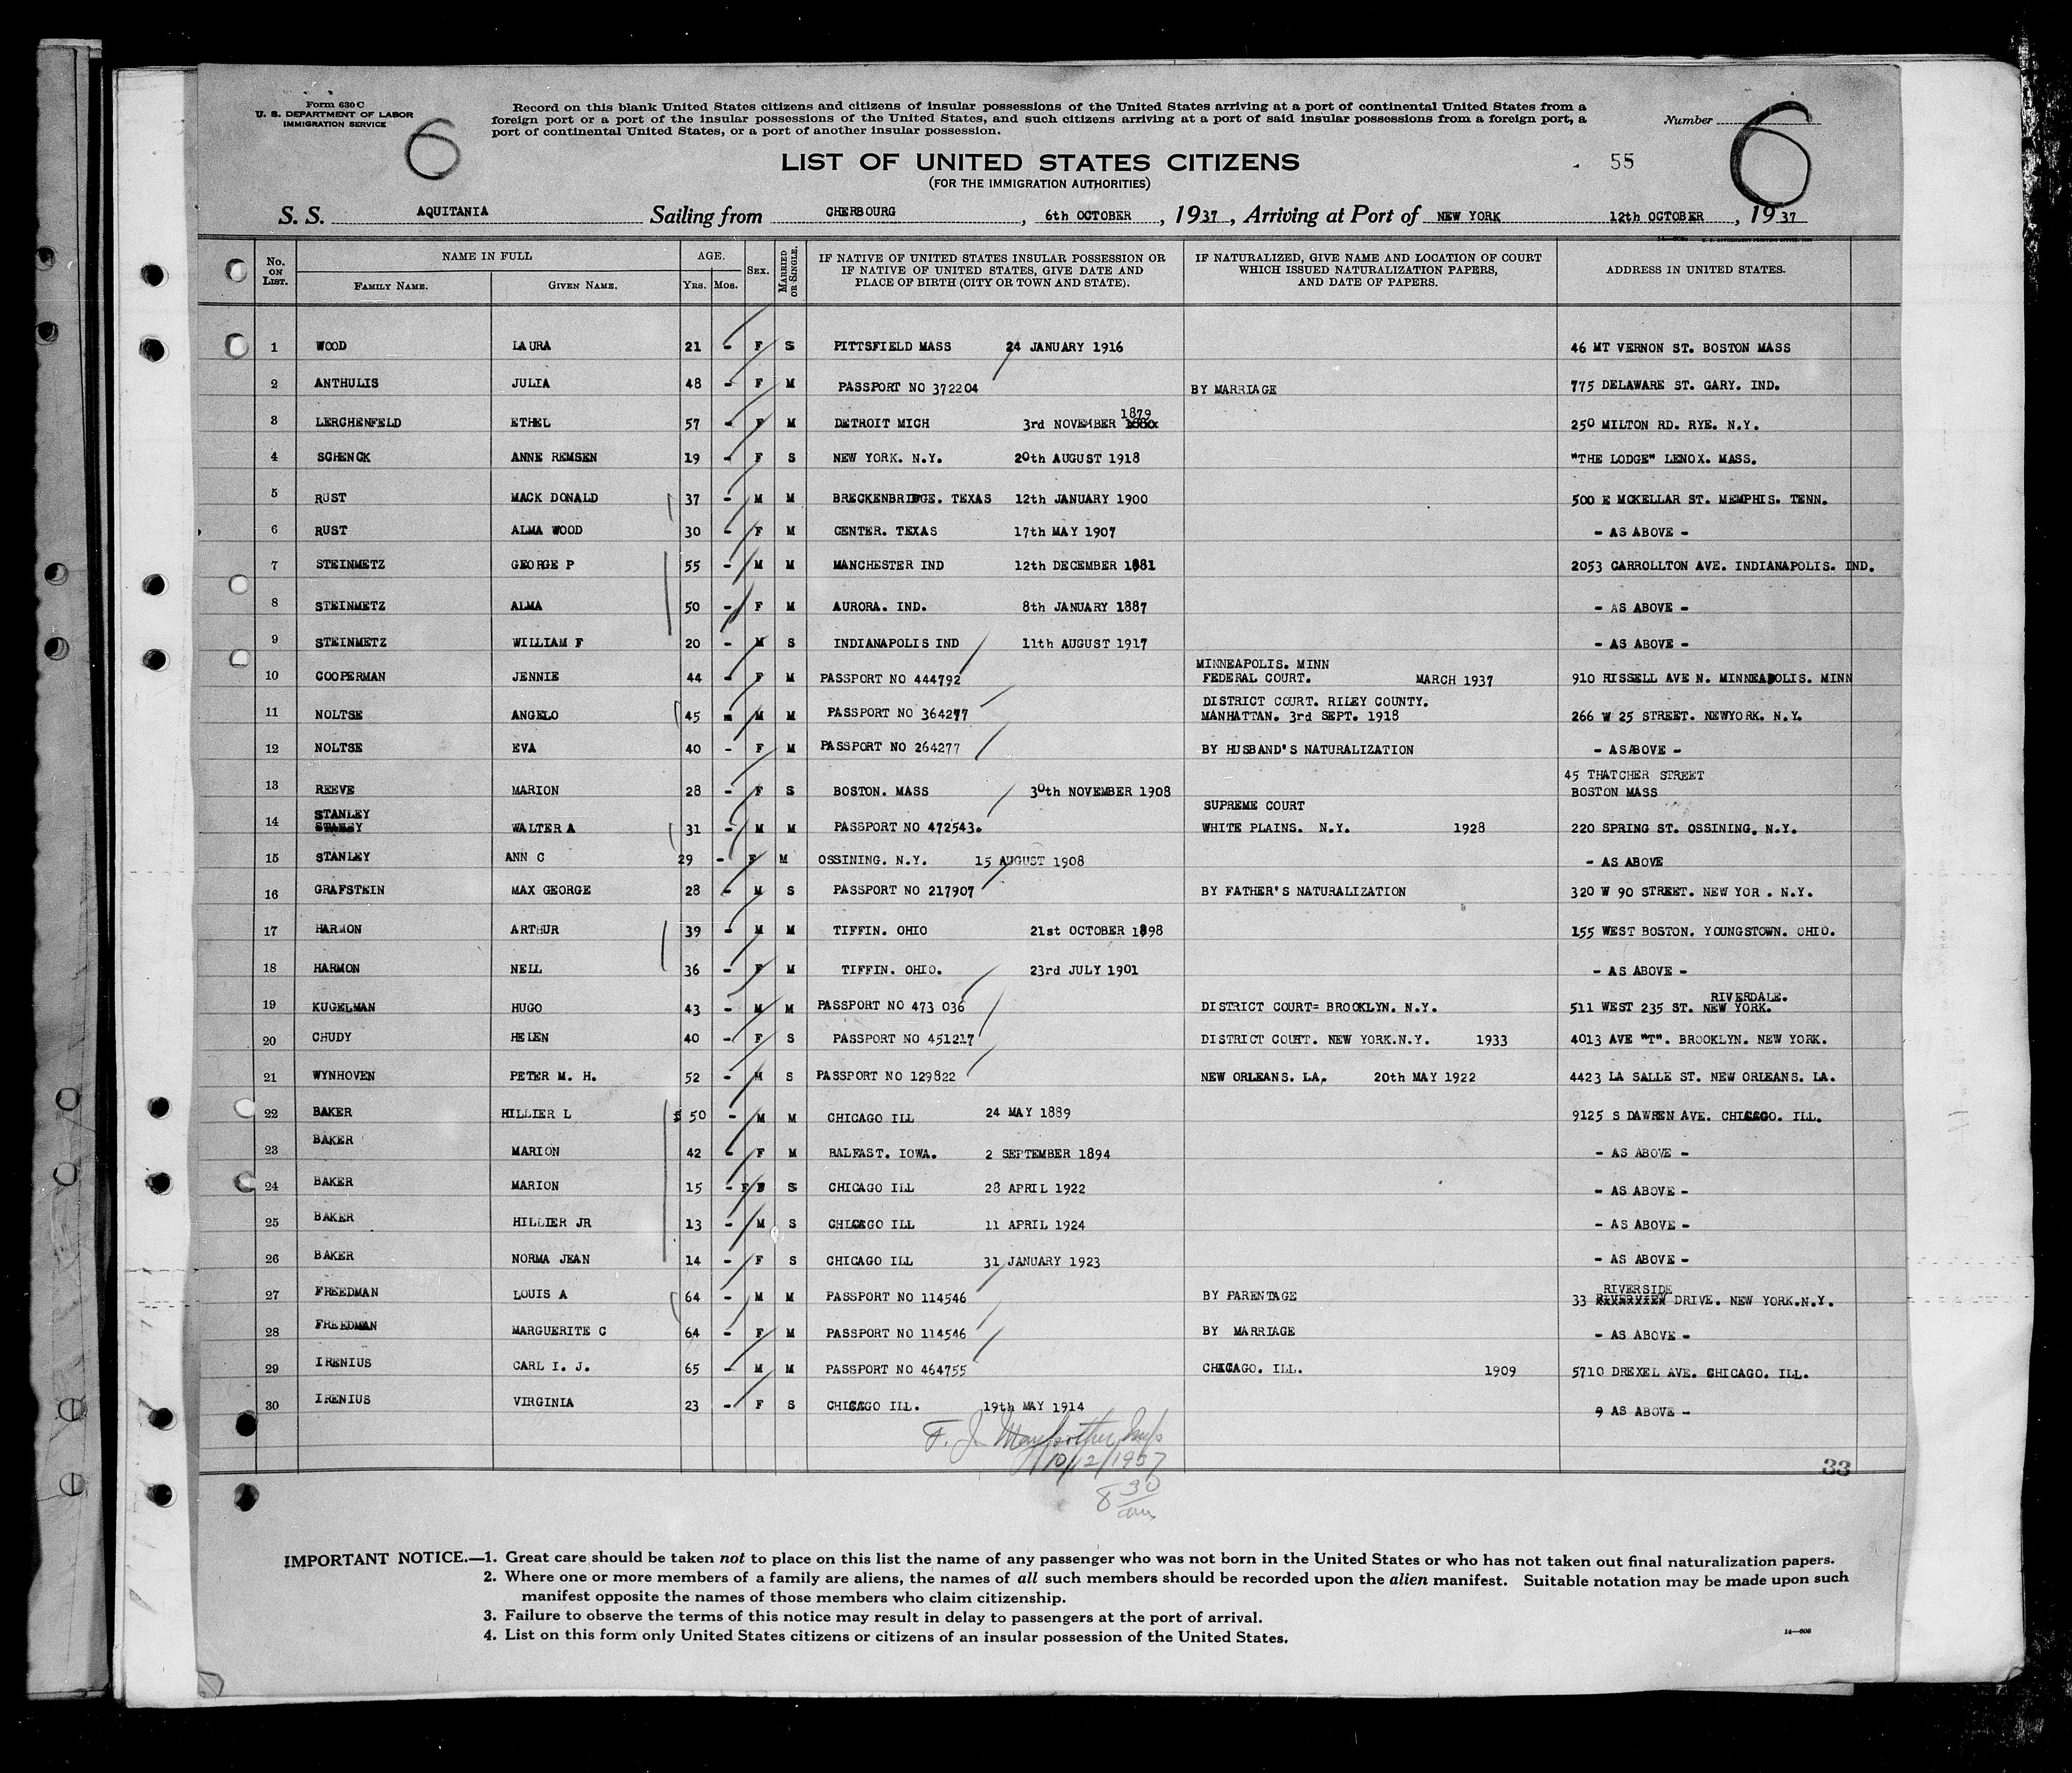 Form 630 C
U. S. DEPARTMENT OF LABOR
IMMIGRATION SERVICE
6
Record on this blank United States citizens and citizens of insular possessions of the United States arriving at a port of continental United States from a
foreign port or a port of the insular possessions of the United States, and such citizens arriving at a port of said insular possessions from a foreign port, a
port of continental United States, or a port of another insular possession.
Number
6
LIST OF UNITED STATES CITIZENS
55
(FOR THE IMMIGRATION AUTHORITIES)
S. S. AQUITANIA Sailing from CHERBOURG, 6th OCTOBER, 1937, Arriving at Port of NEW YORK 12th OCTOBER, 1937
No. ON LIST. NAME IN FULL FAMILY NAME. GIVEN NAME. AGE. YRS. MOS. SEX. MARRIED OR SINGLE. IF NATIVE OF UNITED STATES INSULAR POSSESSION OR IF NATIVE OF UNITED STATES, GIVE DATE AND PLACE OF BIRTH (CITY OR TOWN AND STATE). IF NATURALIZED, GIVE NAME AND LOCATION OF COURT WHICH ISSUED NATURALIZATION PAPERS, AND DATE OF PAPERS. ADDRESS IN UNITED STATES.
1 WOOD LAURA 21 - F S PITTSFIELD MASS 24 JANUARY 1916 46 MT VERNON ST. BOSTON MASS
2 ANTHULIS JULIA 48 - F M PASSPORT NO 372204 BY MARRIAGE 775 DELAWARE ST. GARY. IND.
3 LERCHENFELD ETHEL 57 - F M DETROIT MICH 3rd NOVEMBER 1879 250 MILTON RD. RYE. N.Y.
4 SCHENCK ANNE REMSEN 19 - F S NEW YORK. N.Y. 20th AUGUST 1918 "THE LODGE" LENOX. MASS.
5 RUST MACK DONALD 37 - M M BRECKENBRIDGE. TEXAS 12th JANUARY 1900 500 E MCKELLAR ST. MEMPHIS. TENN.
6 RUST ALMA WOOD 30 - F M CENTER. TEXAS 17th MAY 1907 - AS ABOVE -
7 STEINMETZ GEORGE P 55 - M M MANCHESTER IND 12th DECEMBER 1881 2053 CARROLLTON AVE. INDIANAPOLIS. IND.
8 STEINMETZ ALMA 50 - F M AURORA. IND. 8th JANUARY 1887 - AS ABOVE -
9 STEINMETZ WILLIAM F 20 - M S INDIANAPOLIS IND 11th AUGUST 1917 - AS ABOVE -
10 COOPERMAN JENNIE 44 - F M PASSPORT NO 444792 MINNEAPOLIS. MINN FEDERAL COURT. MARCH 1937 910 RISSELL AVE N. MINNEAPOLIS. MINN
11 NOLTSE ANGELO 45 - M M PASSPORT NO 364277 DISTRICT COURT. RILEY COUNTY. MANHATTAN. 3rd SEPT. 1918 266 W 25 STREET. NEWYORK. N.Y.
12 NOLTSE EVA 40 - F M PASSPORT NO 264277 BY HUSBAND'S NATURALIZATION - ASABOVE -
13 REEVE MARION 28 - F S BOSTON. MASS 30th NOVEMBER 1908 45 THATCHER STREET BOSTON MASS
14 STANLEY WALTER A 31 - M M PASSPORT NO 472543. SUPREME COURT WHITE PLAINS. N.Y. 1928 220 SPRING ST. OSSINING. N.Y.
15 STANLEY ANN C 29 - F M OSSINING. N.Y. 15 AUGUST 1908 - AS ABOVE
16 GRAFSTEIN MAX GEORGE 28 - M S PASSPORT NO 217907 BY FATHER'S NATURALIZATION 320 W 90 STREET. NEW YOR . N.Y.
17 HARMON ARTHUR 39 - M M TIFFIN. OHIO 21st OCTOBER 1898 155 WEST BOSTON. YOUNGSTOWN. OHIO.
18 HARMON NELL 36 - F M TIFFIN. OHIO. 23rd JULY 1901 - AS ABOVE -
19 KUGELMAN HUGO 43 - M M PASSPORT NO 473 036 DISTRICT COURT= BROOKLYN. N.Y. 511 WEST 235 ST. RIVERDALE. NEW YORK.
20 CHUDY HELEN 40 - F S PASSPORT NO 451217 DISTRICT COURT. NEW YORK.N.Y. 1933 4013 AVE "T". BROOKLYN. NEW YORK.
21 WYNHOVEN PETER M. H. 52 - M S PASSPORT NO 129822 NEW ORLEANS. LA. 20th MAY 1922 4423 LA SALLE ST. NEW ORLEANS. LA.
22 BAKER HILLIER L 50 - M M CHICAGO ILL 24 MAY 1889 9125 S DAWREN AVE. CHICAGO. ILL.
23 BAKER MARION 42 - F M BALFAST. IOWA. 2 SEPTEMBER 1894 - AS ABOVE -
24 BAKER MARION 15 - F S CHICAGO ILL 28 APRIL 1922 - AS ABOVE -
25 BAKER HILLIER JR 13 - M S CHICAGO ILL 11 APRIL 1924 - AS ABOVE -
26 BAKER NORMA JEAN 14 - F S CHICAGO ILL 31 JANUARY 1923 - AS ABOVE -
27 FREEDMAN LOUIS A 64 - M M PASSPORT NO 114546 BY PARENTAGE 33 RIVERSIDE DRIVE. NEW YORK.N.Y.
28 FREEDMAN MARGUERITE C 64 - F M PASSPORT NO 114546 BY MARRIAGE - AS ABOVE -
29 IRENIUS CARL I. J. 65 - M M PASSPORT NO 464755 CHICAGO. ILL. 1909 5710 DREXEL AVE. CHICAGO. ILL.
30 IRENIUS VIRGINIA 23 - F S CHICAGO ILL. 19th MAY 1914 9 AS ABOVE -
F. J.
10/12/1937
8 30 am
33
IMPORTANT NOTICE.—1. Great care should be taken not to place on this list the name of any passenger who was not born in the United States or who has not taken out final naturalization papers.
2. Where one or more members of a family are aliens, the names of all such members should be recorded upon the alien manifest. Suitable notation may be made upon such
manifest opposite the names of those members who claim citizenship.
3. Failure to observe the terms of this notice may result in delay to passengers at the port of arrival.
4. List on this form only United States citizens or citizens of an insular possession of the United States.